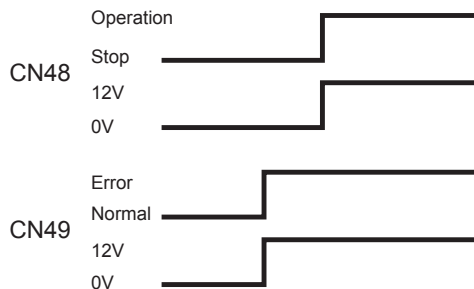 Operation
Stop
CN48
12V
0V
Error
Normal
CN49
12V
0V